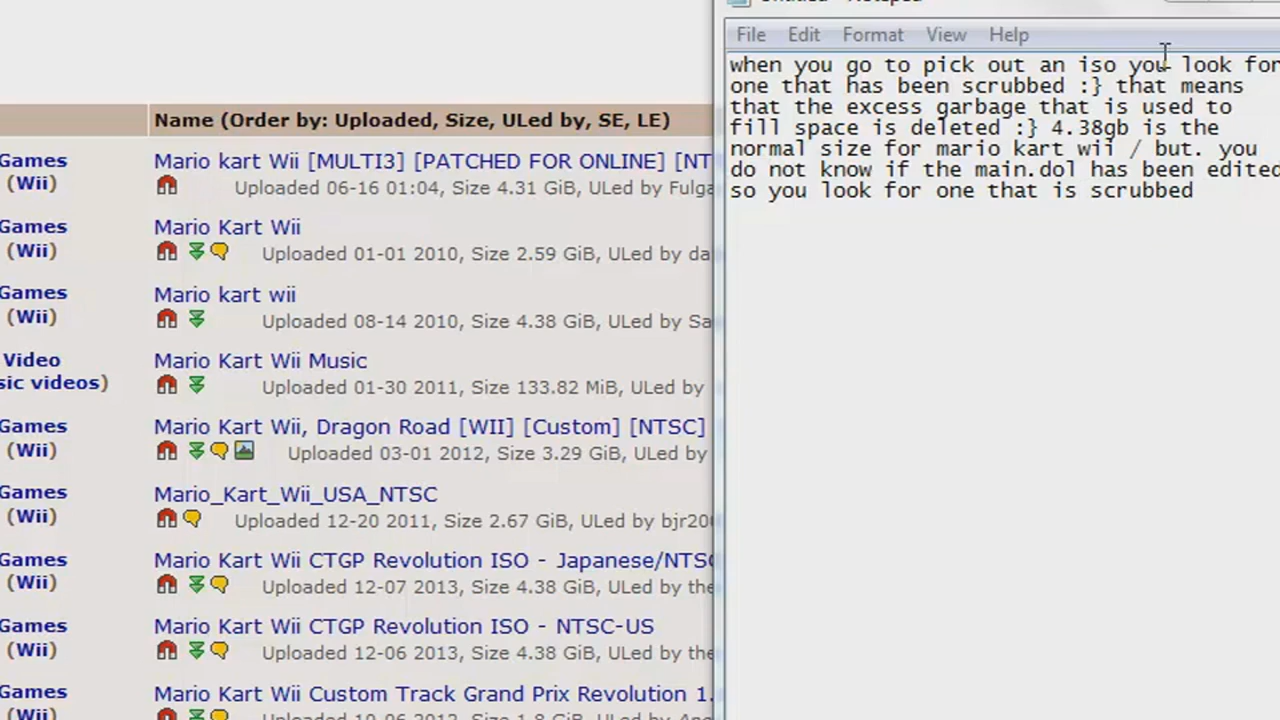 Name (Order by: Uploaded, Size, ULed by, SE, LE)
Games
(Wii)
Mario kart Wii [MULTI3] [PATCHED FOR ONLINE] [NT
Uploaded 06-16 01:04, Size 4.31 GiB, ULed by Fulga
Games
(Wii)
Mario Kart Wii
Uploaded 01-01 2010, Size 2.59 GiB, ULed by da
Games
(Wii)
Mario kart wii
Uploaded 08-14 2010, Size 4.38 GiB, ULed by Sa
Video
sic videos)
Mario Kart Wii Music
Uploaded 01-30 2011, Size 133.82 MiB, ULed by
Games
(Wii)
Mario Kart Wii, Dragon Road [WII] [Custom] [NTSC]
Uploaded 03-01 2012, Size 3.29 GiB, ULed by
Games
(Wii)
Mario_Kart_Wii_USA_NTSC
Uploaded 12-20 2011, Size 2.67 GiB, ULed by bjr20
Games
(Wii)
Mario Kart Wii CTGP Revolution ISO - Japanese/NTSC
Uploaded 12-07 2013, Size 4.38 GiB, ULed by the
Games
(Wii)
Mario Kart Wii CTGP Revolution ISO - NTSC-US
Uploaded 12-06 2013, Size 4.38 GiB, ULed by the
Games
(Wii)
Mario Kart Wii Custom Track Grand Prix Revolution 1.
File Edit Format View Help
when you go to pick out an iso you look for
one that has been scrubbed :} that means
that the excess garbage that is used to
fill space is deleted :} 4.38gb is the
normal size for mario kart wii / but. you
do not know if the main.dol has been edited
so you look for one that is scrubbed